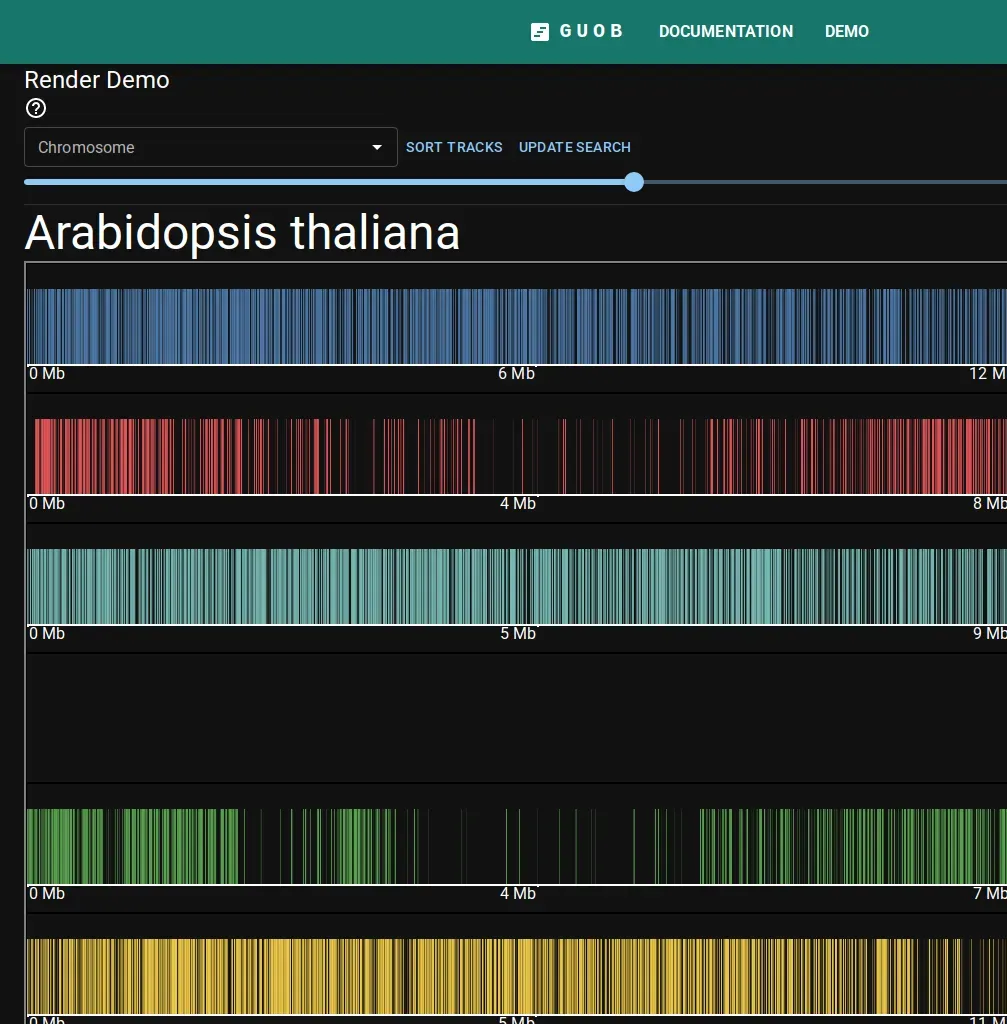 GUOB DOCUMENTATION DEMO
Render Demo
Chromosome SORT TRACKS UPDATE SEARCH
Arabidopsis thaliana
0 Mb 6 Mb 12 M
0 Mb 4 Mb 8 Mb
0 Mb 5 Mb 9 Mb
0 Mb 4 Mb 7 Mb
0 Mb 5 Mb 11 M